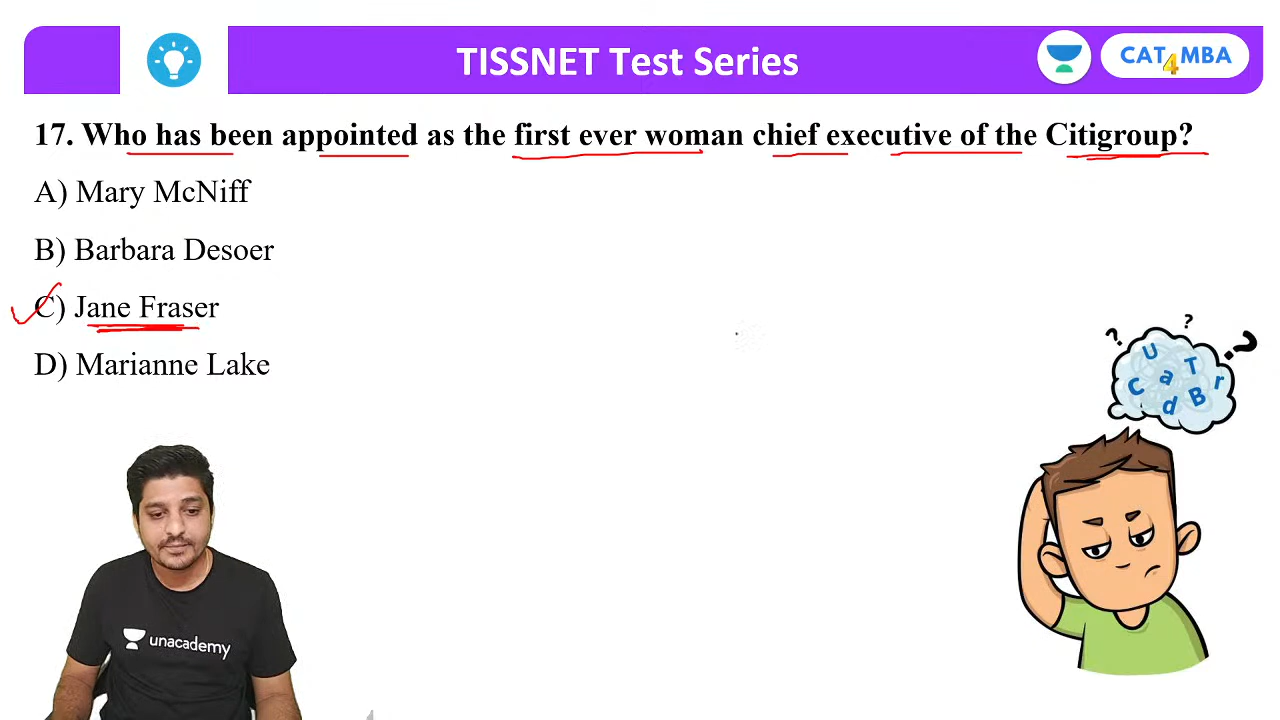 TISSNET Test Series
CAT4MBA
17. Who has been appointed as the first ever woman chief executive of the Citigroup?
A) Mary McNiff
B) Barbara Desoer
C) Jane Fraser
D) Marianne Lake
? ? ?
U T
C a r
d B
unacademy